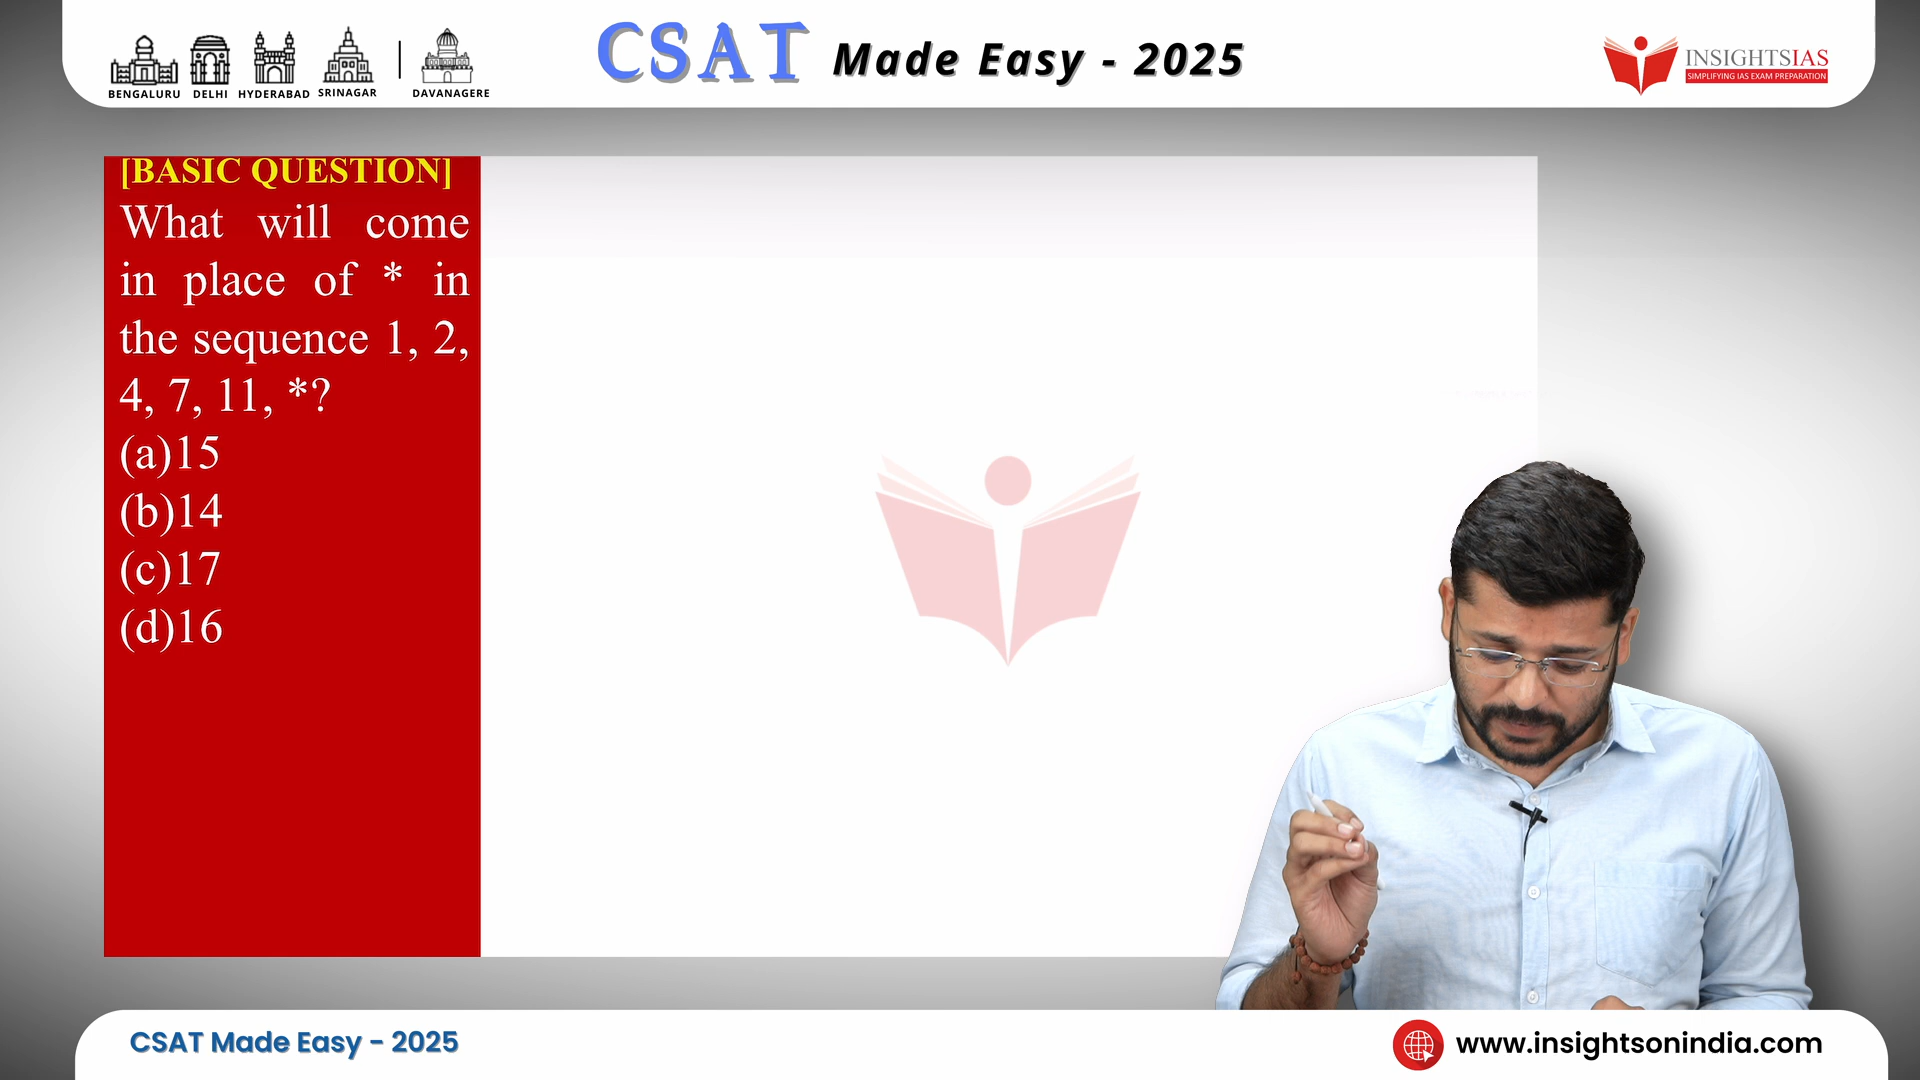 BENGALURU DELHI HYDERABAD SRINAGAR DAVANAGERE
CSAT Made Easy - 2025
INSIGHTSIAS
SIMPLIFYING IAS EXAM PREPARATION
[BASIC QUESTION]
What will come
in place of * in
the sequence 1, 2,
4, 7, 11, *?
(a)15
(b)14
(c)17
(d)16
CSAT Made Easy - 2025
www.insightsonindia.com